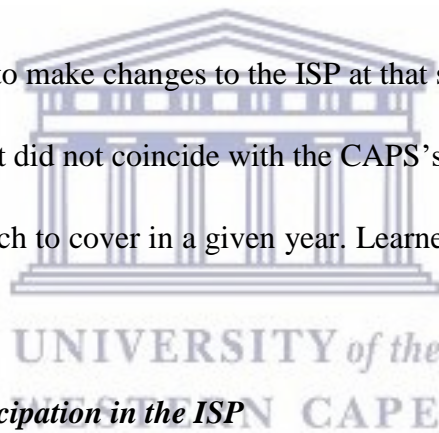 to make changes to the ISP at that s
t did not coincide with the CAPS’s
ch to cover in a given year. Learne
UNIVERSITY of the
cipation in the ISP
WESTERN CAPE